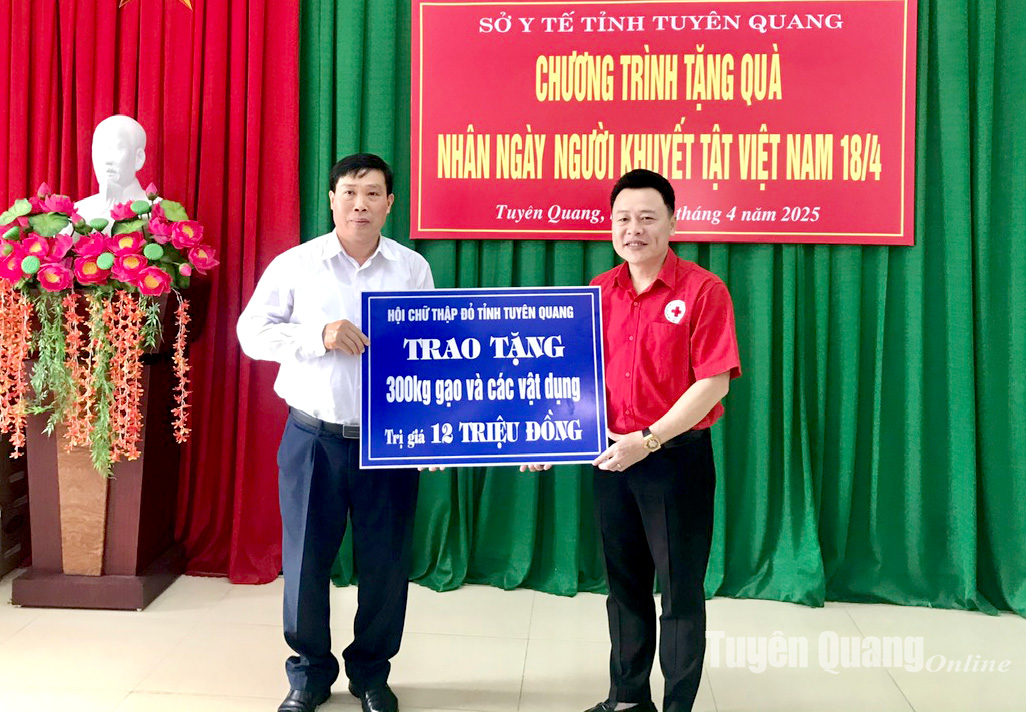 SỞ Y TẾ TỈNH TUYÊN QUANG
CHƯƠNG TRÌNH TẶNG QUÀ
NHÂN NGÀY NGƯỜI KHUYẾT TẬT VIỆT NAM 18/4
Tuyên Quang, tháng 4 năm 2025
HỘI CHỮ THẬP ĐỎ TỈNH TUYÊN QUANG
TRAO TẶNG
300kg gạo và các vật dụng
Trị giá 12 TRIỆU ĐỒNG
Tuyên Quang Online